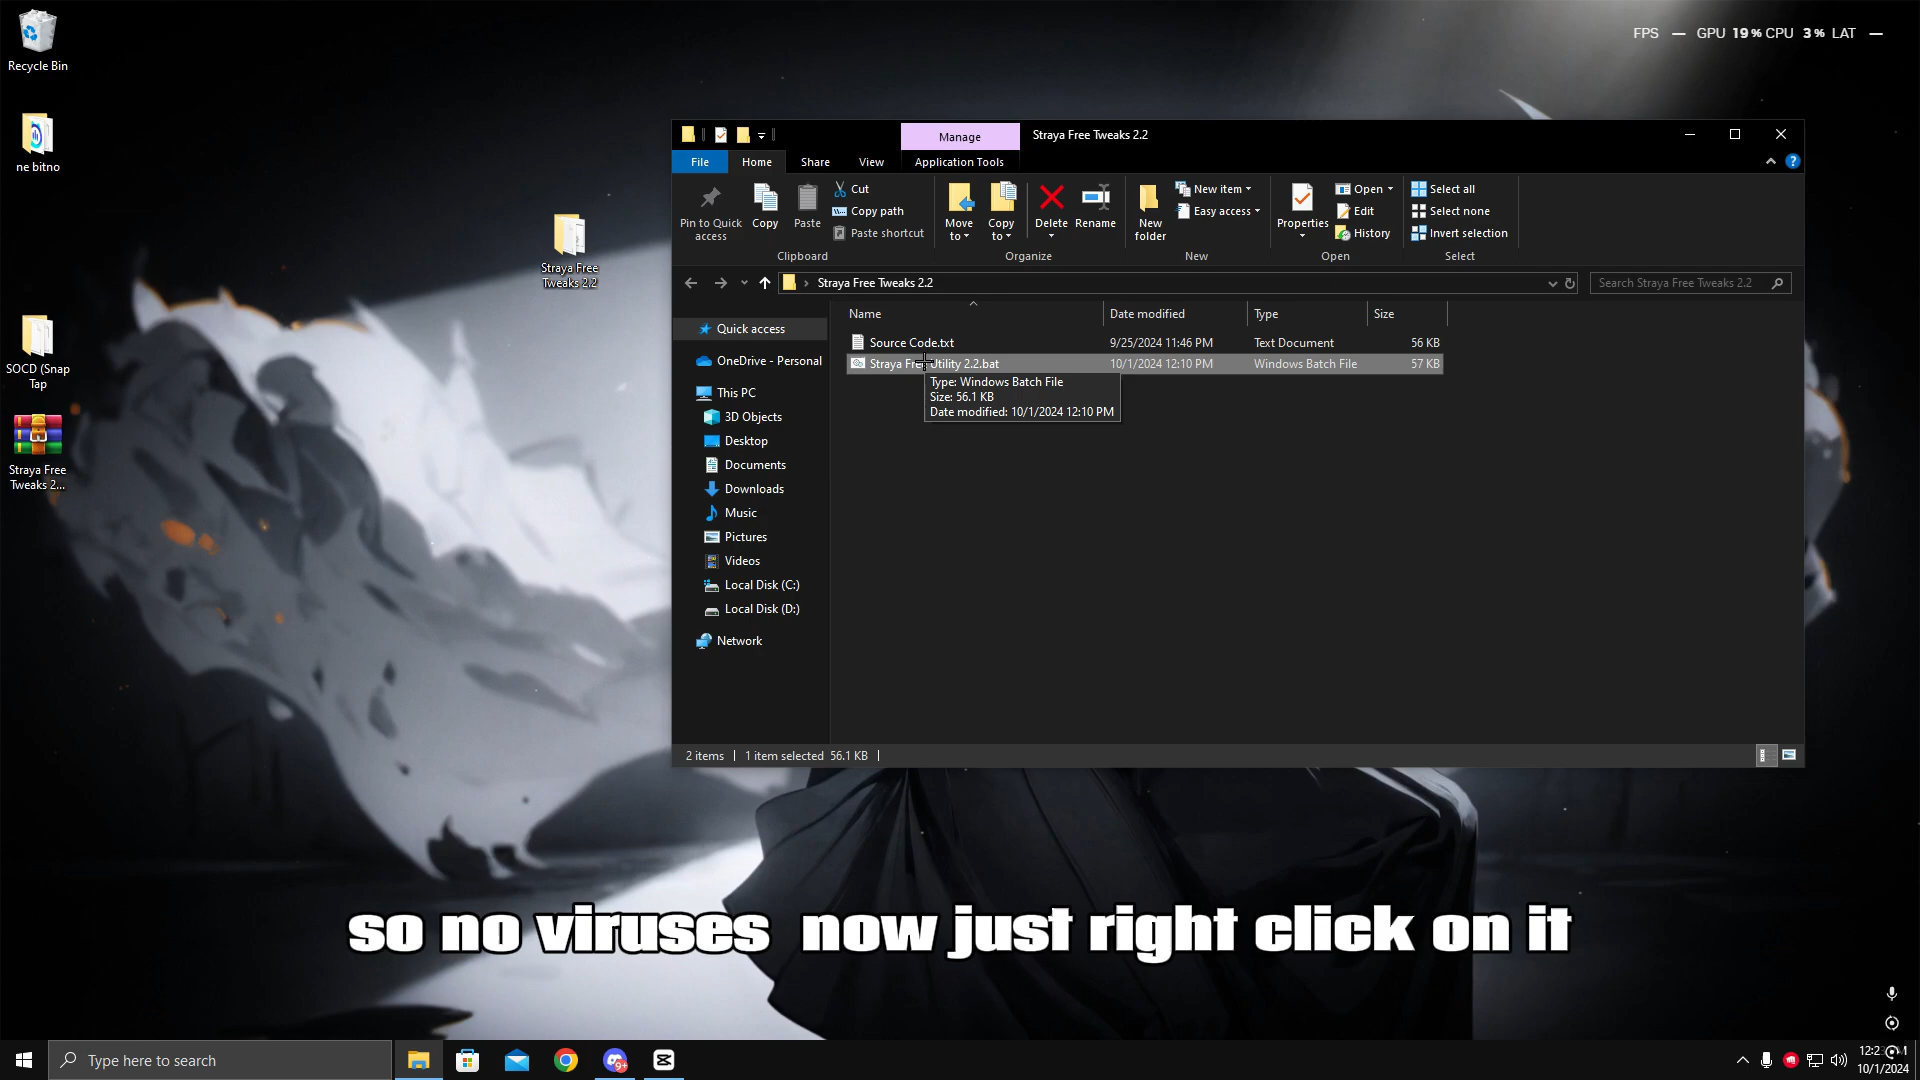 Recycle Bin
ne bitno
SOCD (Snap
Tap
Straya Free
Tweaks 2...
Straya Free
Tweaks 2.2
FPS — GPU 19% CPU 3% LAT —
Manage
Straya Free Tweaks 2.2
File
Home
Share
View
Application Tools
Pin to Quick
access
Copy
Paste
Cut
Copy path
Paste shortcut
Clipboard
Move
to
Copy
to
Delete
Rename
Organize
New
folder
New item
Easy access
New
Properties
Open
Edit
History
Open
Select all
Select none
Invert selection
Select
Straya Free Tweaks 2.2
Search Straya Free Tweaks 2.2
Name
Date modified
Type
Size
Source Code.txt
9/25/2024 11:46 PM
Text Document
56 KB
Straya Free Utility 2.2.bat
10/1/2024 12:10 PM
Windows Batch File
57 KB
Type: Windows Batch File
Size: 56.1 KB
Date modified: 10/1/2024 12:10 PM
Quick access
OneDrive - Personal
This PC
3D Objects
Desktop
Documents
Downloads
Music
Pictures
Videos
Local Disk (C:)
Local Disk (D:)
Network
2 items
1 item selected 56.1 KB
so no viruses now just right click on it
Type here to search
9+
10/1/2024